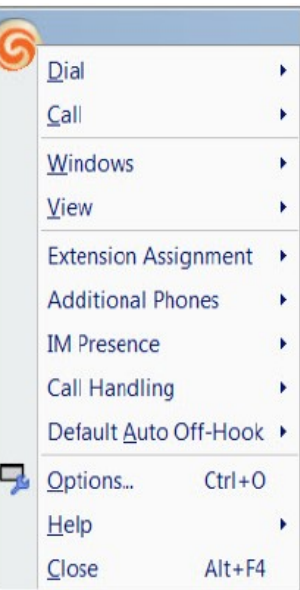 Dial
Call
Windows
View
Extension Assignment
Additional Phones
IM Presence
Call Handling
Default Auto Off-Hook
Options... Ctrl+O
Help
Close Alt+F4